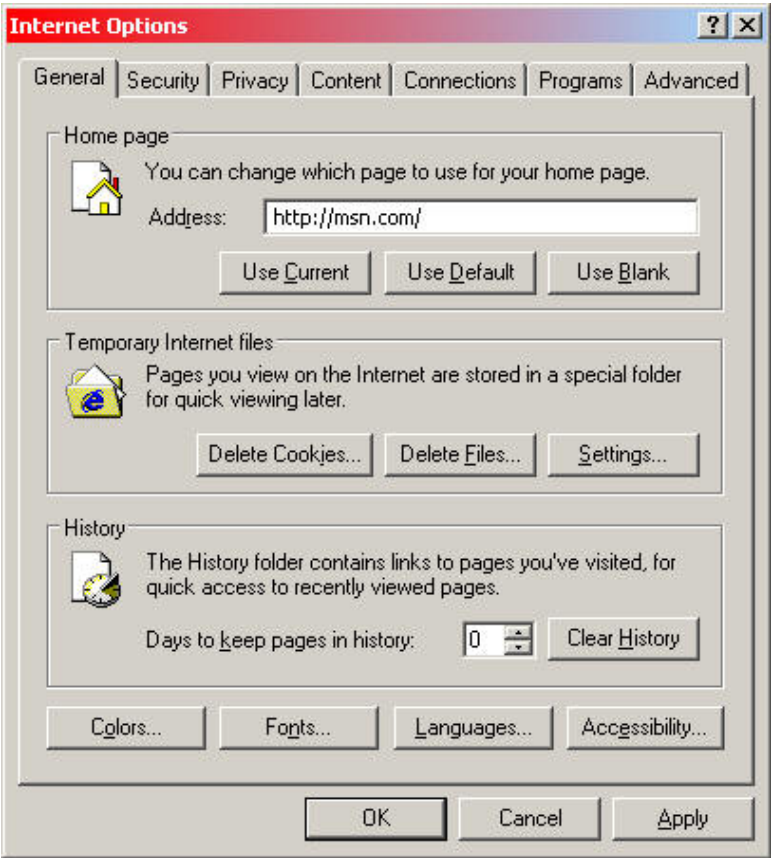 Internet Options
General Security Privacy Content Connections Programs Advanced
Home page
You can change which page to use for your home page.
Address: http://msn.com/
Use Current Use Default Use Blank
Temporary Internet files
Pages you view on the Internet are stored in a special folder
for quick viewing later.
Delete Cookies... Delete Files... Settings...
History
The History folder contains links to pages you've visited, for
quick access to recently viewed pages.
Days to keep pages in history: 0 Clear History
Colors... Fonts... Languages... Accessibility...
OK Cancel Apply